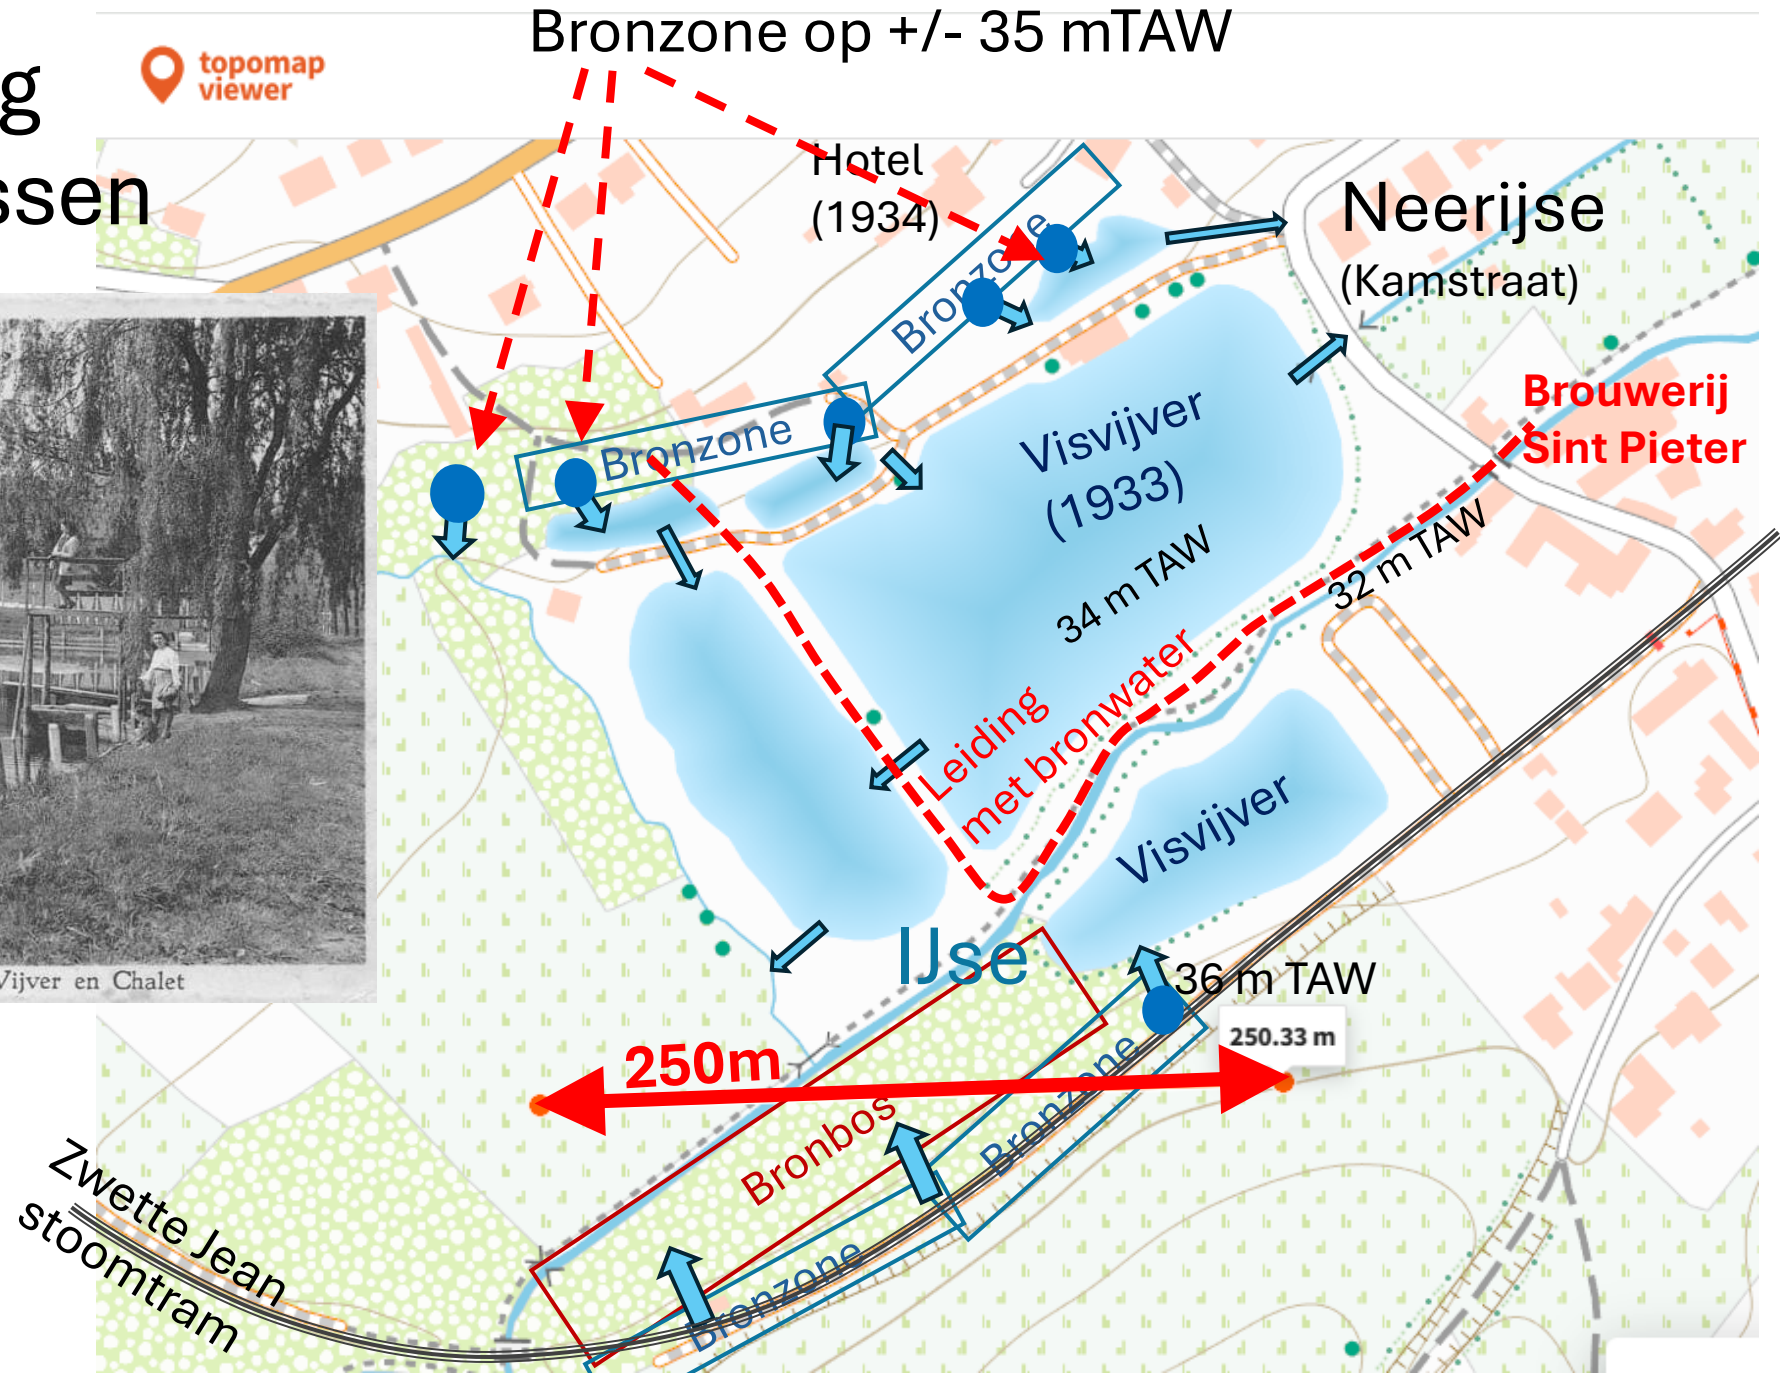 Bronzone op +/- 35 mTAW
topomap
viewer
g
ssen
Hotel
(1934)
Neerijse
(Kamstraat)
Bronzone
Bronzone
Visvijver
(1933)
Brouwerij
Sint Pieter
34 m TAW
32 m TAW
Leiding
met bronwater
Visvijver
Vijver en Chalet
IJse
36 m TAW
250.33 m
250m
Bronbos
Bronzone
Bronzone
Zwette Jean
stoomtram